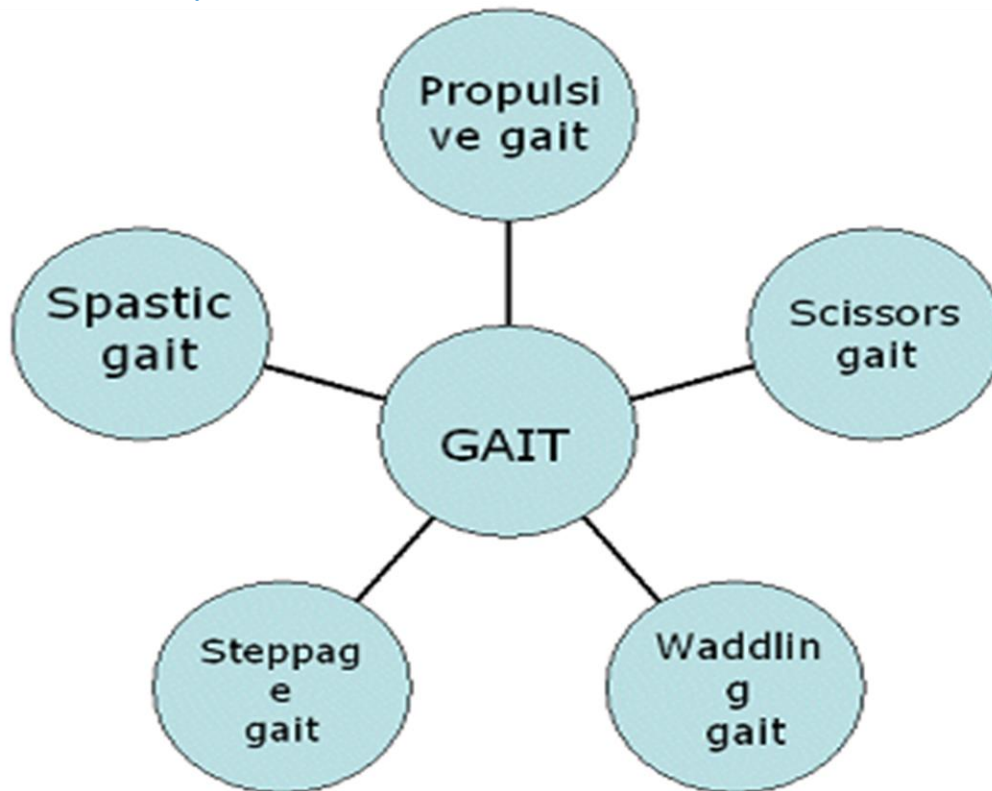 Propulsi
ve gait
Spastic
gait
Scissors
gait
GAIT
Steppag
e
gait
Waddlin
g
gait